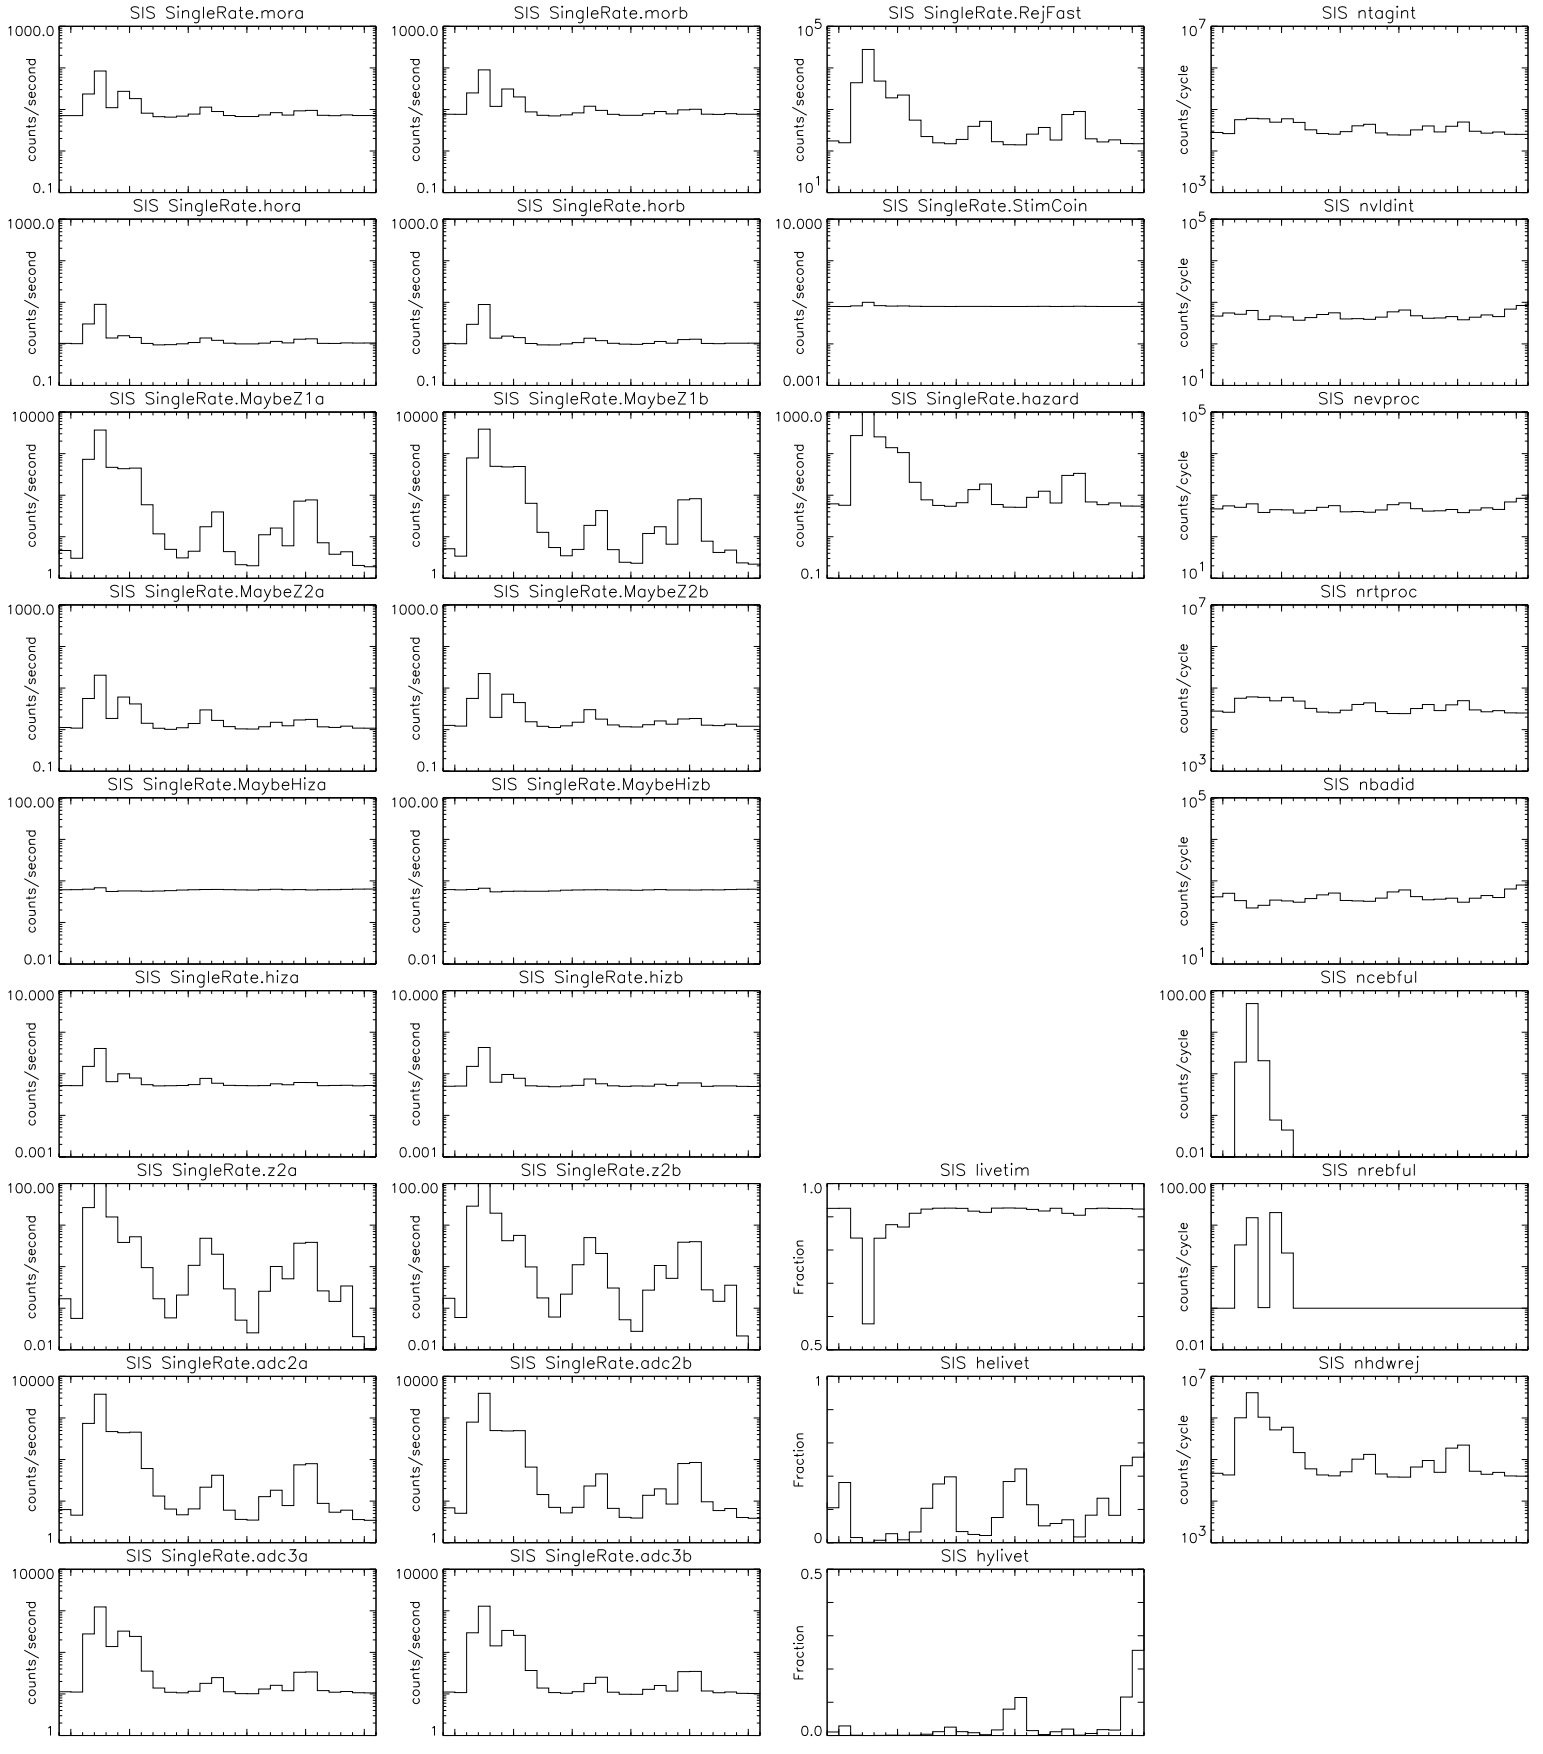 SIS SingleRate.mora
1000.0
counts/second
0.1
SIS SingleRate.morb
1000.0
counts/second
0.1
SIS SingleRate.RejFast
10^5
counts/second
10^1
SIS ntagint
10^7
counts/cycle
10^3
SIS SingleRate.hora
1000.0
counts/second
0.1
SIS SingleRate.horb
1000.0
counts/second
0.1
SIS SingleRate.StimCoin
10.000
counts/second
0.001
SIS nvldint
10^5
counts/cycle
10^1
SIS SingleRate.MaybeZ1a
10000
counts/second
1
SIS SingleRate.MaybeZ1b
10000
counts/second
1
SIS SingleRate.hazard
1000.0
counts/second
0.1
SIS nevproc
10^5
counts/cycle
10^1
SIS SingleRate.MaybeZ2a
1000.0
counts/second
0.1
SIS SingleRate.MaybeZ2b
1000.0
counts/second
0.1
SIS nrtproc
10^7
counts/cycle
10^3
SIS SingleRate.MaybeHiza
100.00
counts/second
0.01
SIS SingleRate.MaybeHizb
100.00
counts/second
0.01
SIS nbadid
10^5
counts/cycle
10^1
SIS SingleRate.hiza
10.000
counts/second
0.001
SIS SingleRate.hizb
10.000
counts/second
0.001
SIS ncebful
100.00
counts/cycle
0.01
SIS SingleRate.z2a
100.00
counts/second
0.01
SIS SingleRate.z2b
100.00
counts/second
0.01
SIS livetim
1.0
Fraction
0.5
SIS nrebful
100.00
counts/cycle
0.01
SIS SingleRate.adc2a
10000
counts/second
1
SIS SingleRate.adc2b
10000
counts/second
1
SIS helivet
1
Fraction
0
SIS nhdwrej
10^7
counts/cycle
10^3
SIS SingleRate.adc3a
10000
counts/second
1
SIS SingleRate.adc3b
10000
counts/second
1
SIS hylivet
0.5
Fraction
0.0